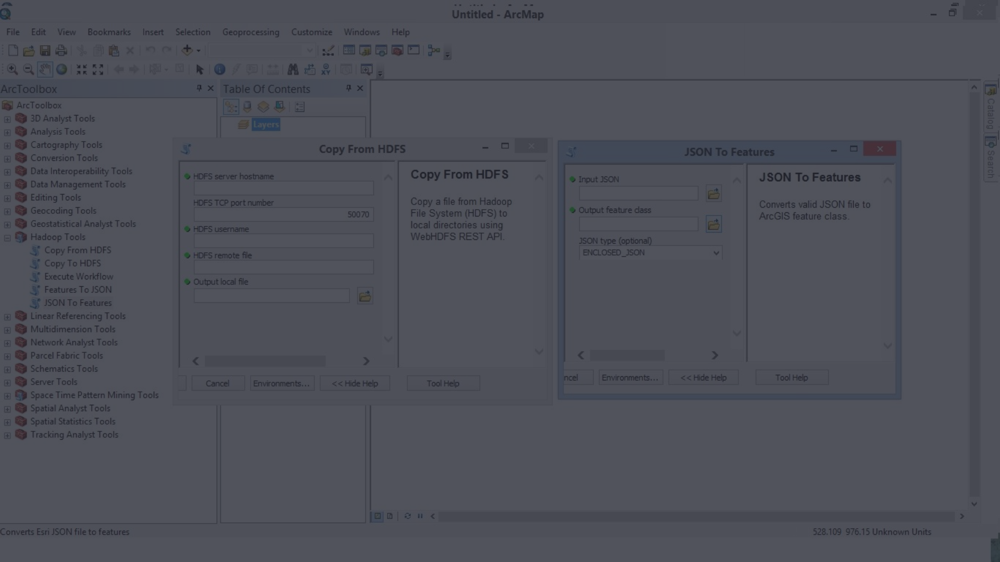 Untitled - ArcMap
File Edit View Bookmarks Insert Selection Geoprocessing Customize Windows Help
ArcToolbox
Table Of Contents
ArcToolbox
3D Analyst Tools
Analysis Tools
Cartography Tools
Conversion Tools
Data Interoperability Tools
Data Management Tools
Editing Tools
Geocoding Tools
Geostatistical Analyst Tools
Hadoop Tools
Copy From HDFS
Copy To HDFS
Execute Workflow
Features To JSON
JSON To Features
Linear Referencing Tools
Multidimension Tools
Network Analyst Tools
Parcel Fabric Tools
Schematics Tools
Server Tools
Space Time Pattern Mining Tools
Spatial Analyst Tools
Spatial Statistics Tools
Tracking Analyst Tools
Layers
Copy From HDFS
HDFS server hostname
HDFS TCP port number
50070
HDFS username
HDFS remote file
Output local file
Cancel Environments... << Hide Help Tool Help
Copy From HDFS
Copy a file from Hadoop
File System (HDFS) to
local directories using
WebHDFS REST API.
JSON To Features
Input JSON
Output feature class
JSON type (optional)
ENCLOSED_JSON
ncel Environments... << Hide Help Tool Help
JSON To Features
Converts valid JSON file to
ArcGIS feature class.
Catalog
Search
Converts Esri JSON file to features
528.109 976.15 Unknown Units